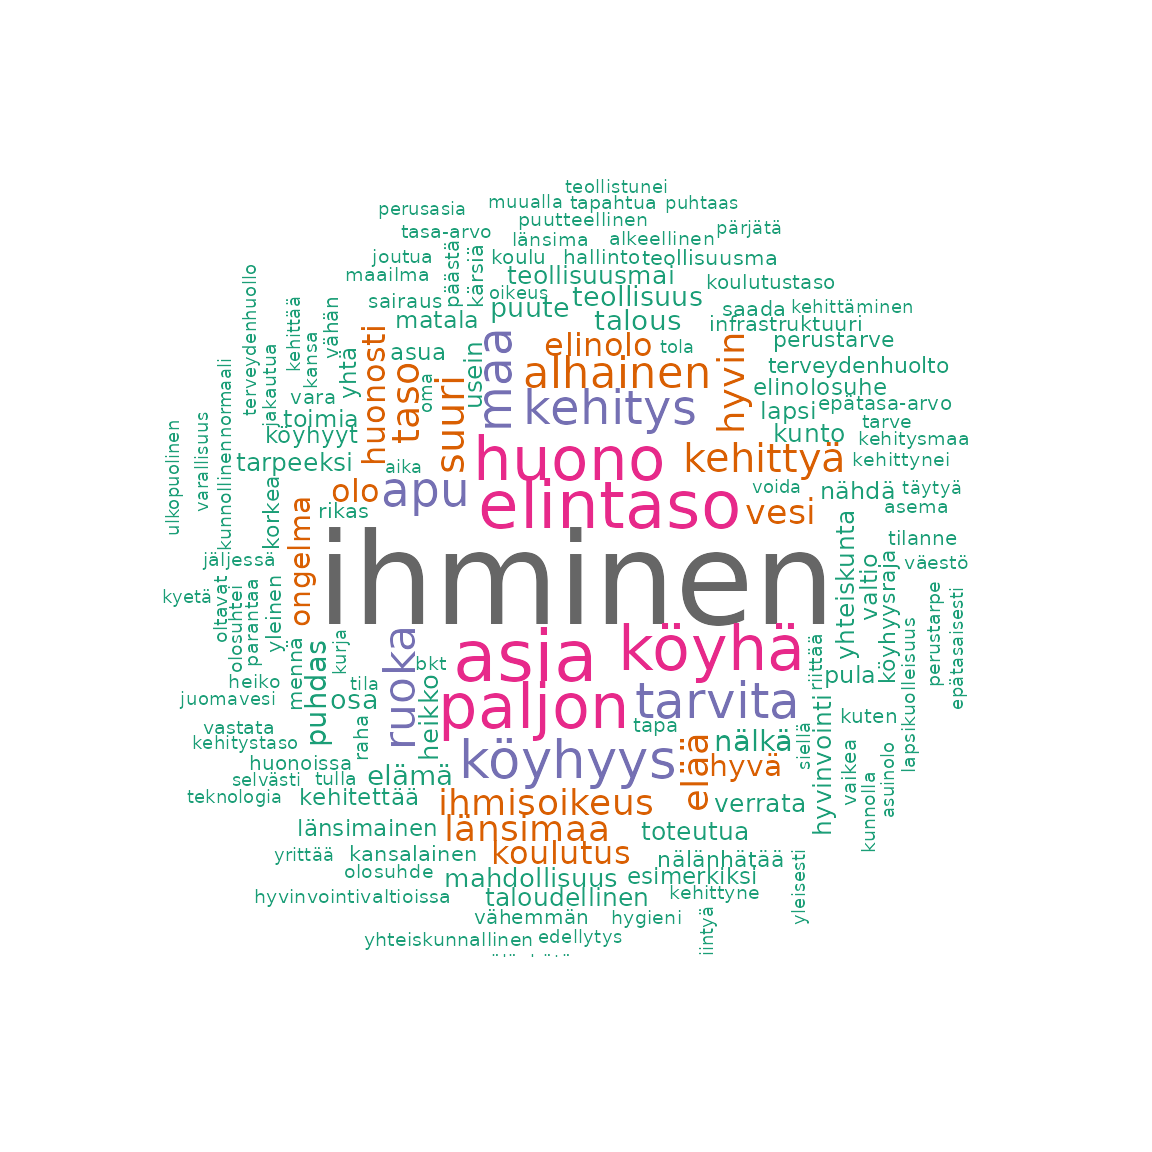 teollistunei
muualla tapahtua puhtaas
perusasia
puutteellinen
tasa-arvo
pärjätä
länsima alkeellinen
joutua
päästä
kärsiä
koulu hallinto teollisuusma
maailma
teollisuusmai
koulutustaso
terveydenhuollo
sairaus
oikeus
teollisuus
puute
saada kehittäminen
kehittää
vähän
matala
talous infrastruktuuri
huonosti
kansa
yhtä
asua
usein
maa
elinolo tola
hyvin
perustarve
jakautua
normaali
taso
oma
suuri
alhainen
terveydenhuolto
vara
kehitys
elinolosuhe
toimia
lapsi epätasa-arvo
köyhyyt
kunto tarve
kehitysmaa
varallisuus
ulkopuolinen
kunnollinen
tarpeeksi
aika
huono kehittyä kehittynei
korkea
olo apu
elintaso
voida nähdä täytyä
rikas
vesi
asema
ongelma
ihminen
yhteiskunta
valtio
köyhyysraja
tilanne
jäljessä
väestö
kyetä
oltavat
olosuhtei
parantaa
yleinen
perustarpe
epätasaisesti
lapsikuolleisuus
mennä
puhdas
kurja
ruoka
bkt
asia köyhä
riittää
pula
heiko
tila
juomavesi
osa
heikko
paljon tarvita
kuten
vastata
raha
tapa
kehitystaso
köyhyys
elää
nälkä
siellä
hyvinvointi
vaikea
asuinolo
kunnolla
huonoissa
hyvä
selvästi tulla elämä
teknologia kehitettää
ihmisoikeus
verrata
länsimainen länsimaa toteutua
yrittää kansalainen koulutus nälänhätää
yleisesti
olosuhde
mahdollisuus esimerkiksi
hyvinvointivaltioissa taloudellinen kehittyne
vähemmän hygieni
iintyä
yhteiskunnallinen edellytys